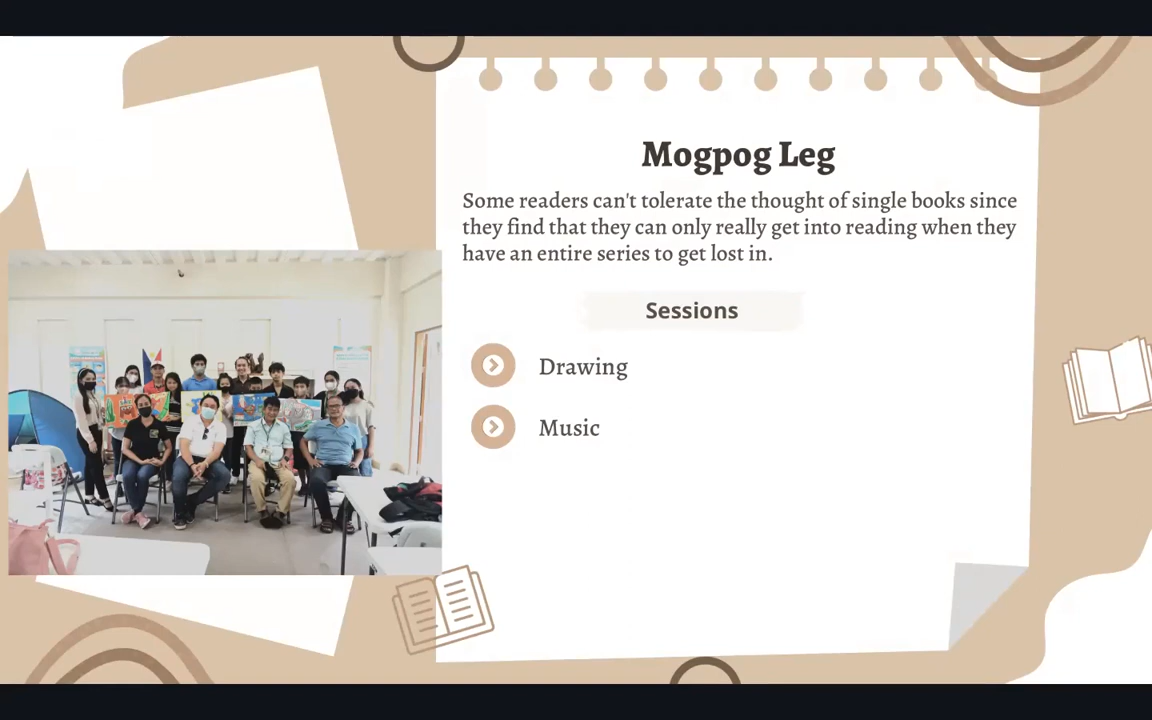 Mogpog Leg
Some readers can't tolerate the thought of single books since
they find that they can only really get into reading when they
have an entire series to get lost in.
Sessions
Drawing
Music